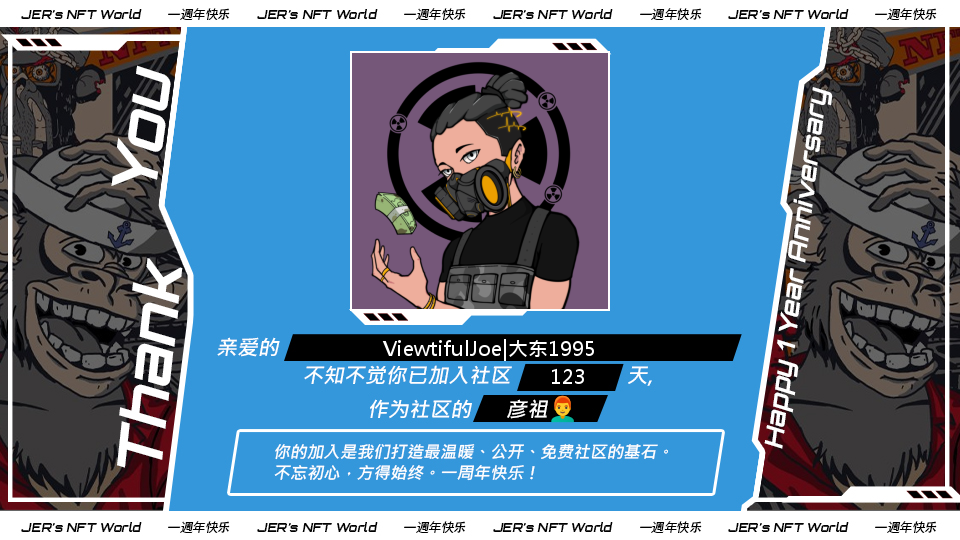 JER's NFT World 一週年快乐 JER's NFT World 一週年快乐 JER's NFT World 一週年快乐 JER's NFT World 一週年快乐
Thank You
Happy 1 Year Anniversary
亲爱的 ViewtifulJoe|大东1995
不知不觉你已加入社区 123 天,
作为社区的 彦祖👨‍🦰
你的加入是我们打造最温暖、公开、免费社区的基石。
不忘初心，方得始终。一周年快乐！
JER's NFT World 一週年快乐 JER's NFT World 一週年快乐 JER's NFT World 一週年快乐 JER's NFT World 一週年快乐